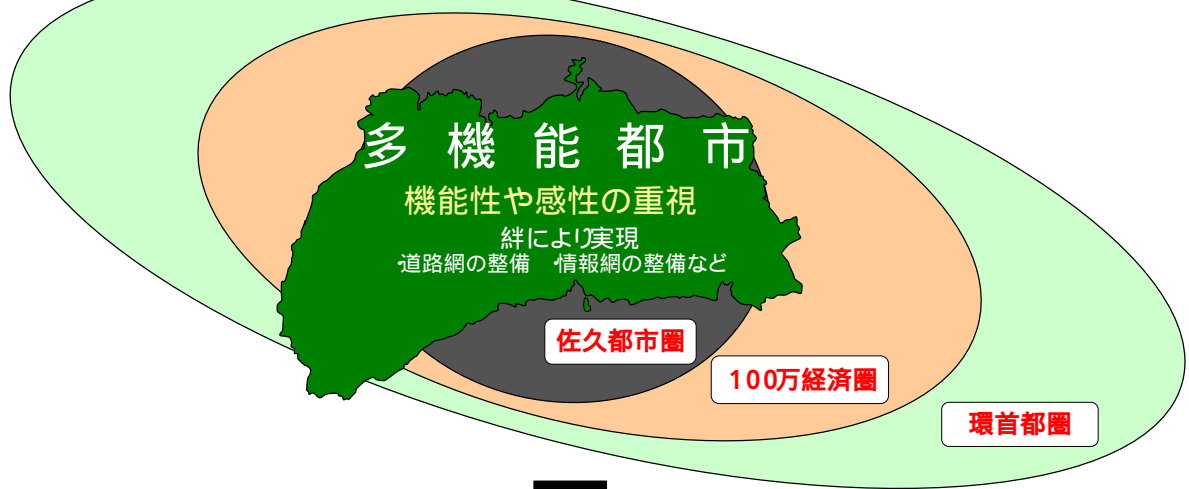 多機能都市
機能性や感性の重視
絆により実現
・道路網の整備　・情報網の整備など
佐久都市圏
100万経済圏
環首都圏